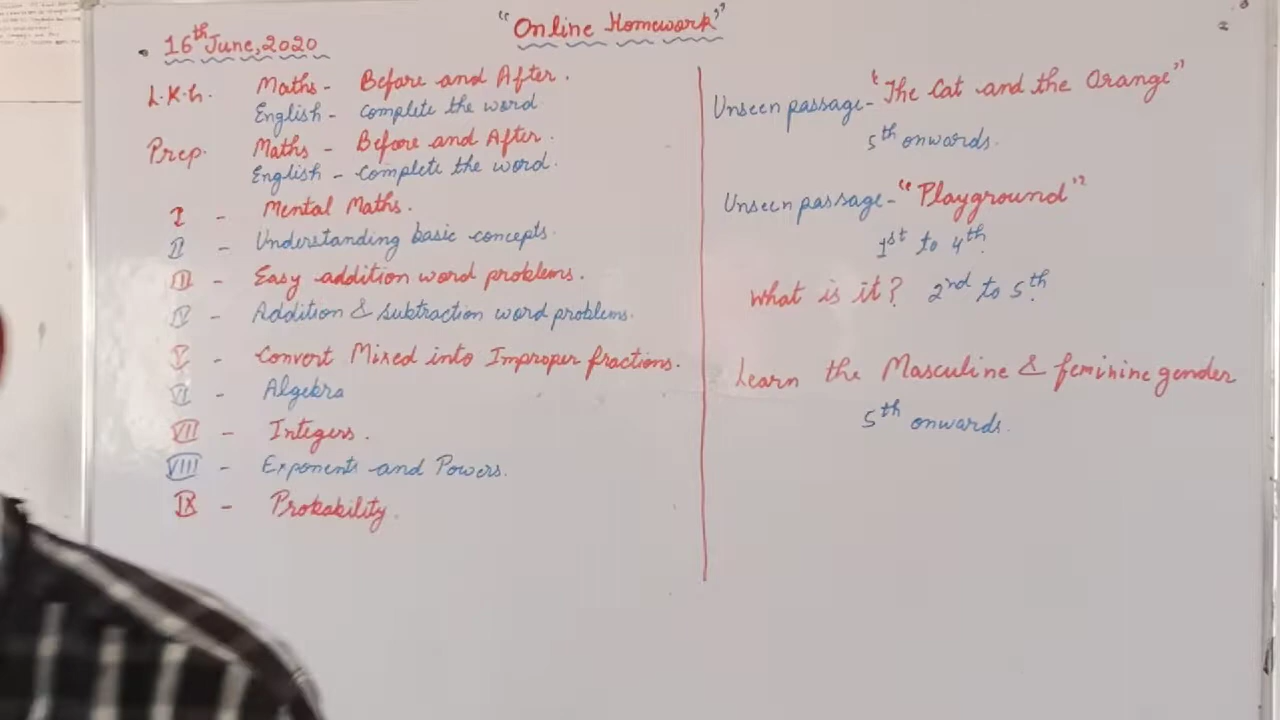 "Online Homework"
16th June, 2020
L.K.G. Maths - Before and After.
English - complete the word
Prep. Maths - Before and After.
English - complete the word.
I - Mental Maths.
II - Understanding basic concepts.
III - Easy addition word problems.
IV - Addition & subtraction word problems.
V - Convert Mixed into Improper fractions.
VI - Algebra
VII - Integers.
VIII - Exponents and Powers.
IX - Probability.
Unseen passage - "The Cat and the Orange"
5th onwards.
Unseen passage - "Playground"
1st to 4th.
What is it? 2nd to 5th.
Learn the Masculine & feminine gender
5th onwards.